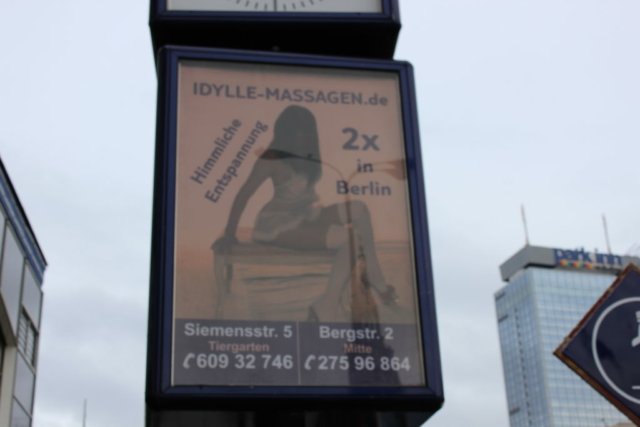 IDYLLE-MASSAGEN.de
Himmliche
Entspannung
2x
in
Berlin
Siemensstr. 5
Tiergarten
609 32 746
Bergstr. 2
Mitte
275 96 864
park inn